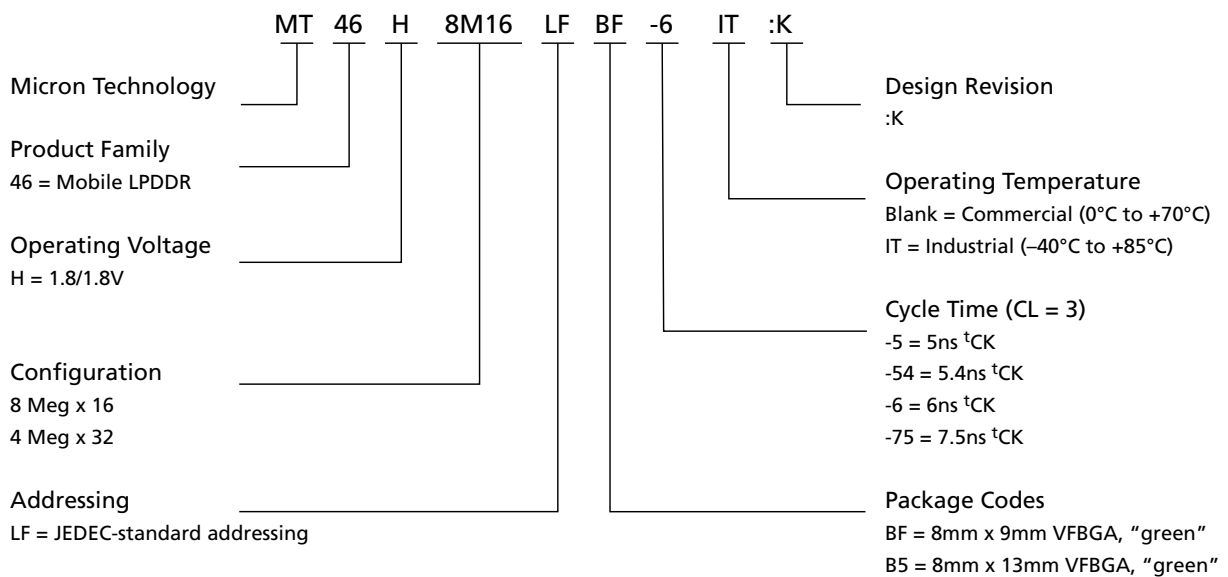 MT 46 H 8M16 LF BF -6 IT :K
Micron Technology
Product Family
46 = Mobile LPDDR
Operating Voltage
H = 1.8/1.8V
Configuration
8 Meg x 16
4 Meg x 32
Addressing
LF = JEDEC-standard addressing
Design Revision
:K
Operating Temperature
Blank = Commercial (0°C to +70°C)
IT = Industrial (–40°C to +85°C)
Cycle Time (CL = 3)
-5 = 5ns ᵗCK
-54 = 5.4ns ᵗCK
-6 = 6ns ᵗCK
-75 = 7.5ns ᵗCK
Package Codes
BF = 8mm x 9mm VFBGA, “green”
B5 = 8mm x 13mm VFBGA, “green”